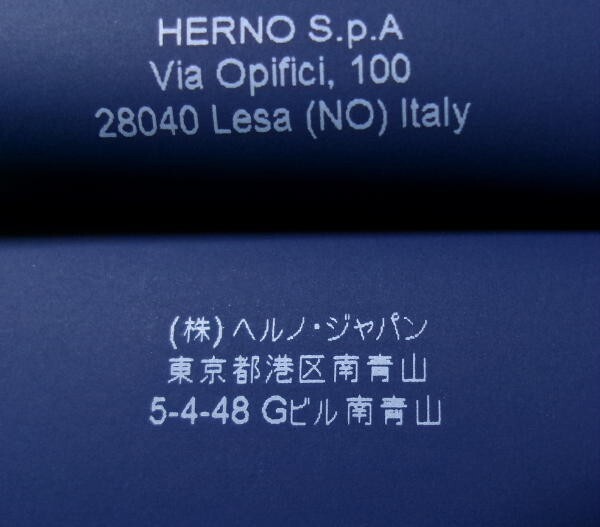 HERNO S.p.A
Via Opifici, 100
28040 Lesa (NO) Italy
(株)ヘルノ・ジャパン
東京都港区南青山
5-4-48 Gビル南青山